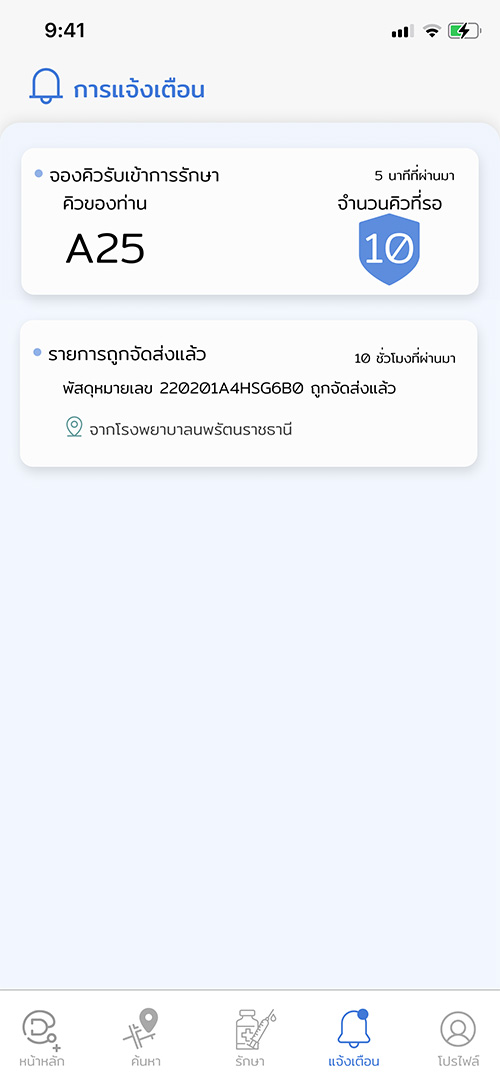 9:41
การแจ้งเตือน
จองคิวรับเข้าการรักษา
5 นาทีที่ผ่านมา
คิวของท่าน
จำนวนคิวที่รอ
A25
10
รายการถูกจัดส่งแล้ว
10 ชั่วโมงที่ผ่านมา
พัสดุหมายเลข 220201A4HSG6B0 ถูกจัดส่งแล้ว
จากโรงพยาบาลนพรัตนราชธานี
หน้าหลัก
ค้นหา
รักษา
แจ้งเตือน
โปรไฟล์